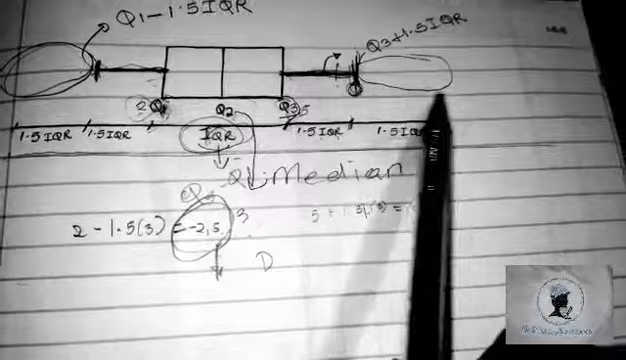 Q1-1.5IQR
Q3+1.5IQR
2 Q1 Q2 Q3 5
1.5IQR 1.5IQR IQR 1.5IQR 1.5IQR
Median
2-1.5(3) =-2.5
3
D